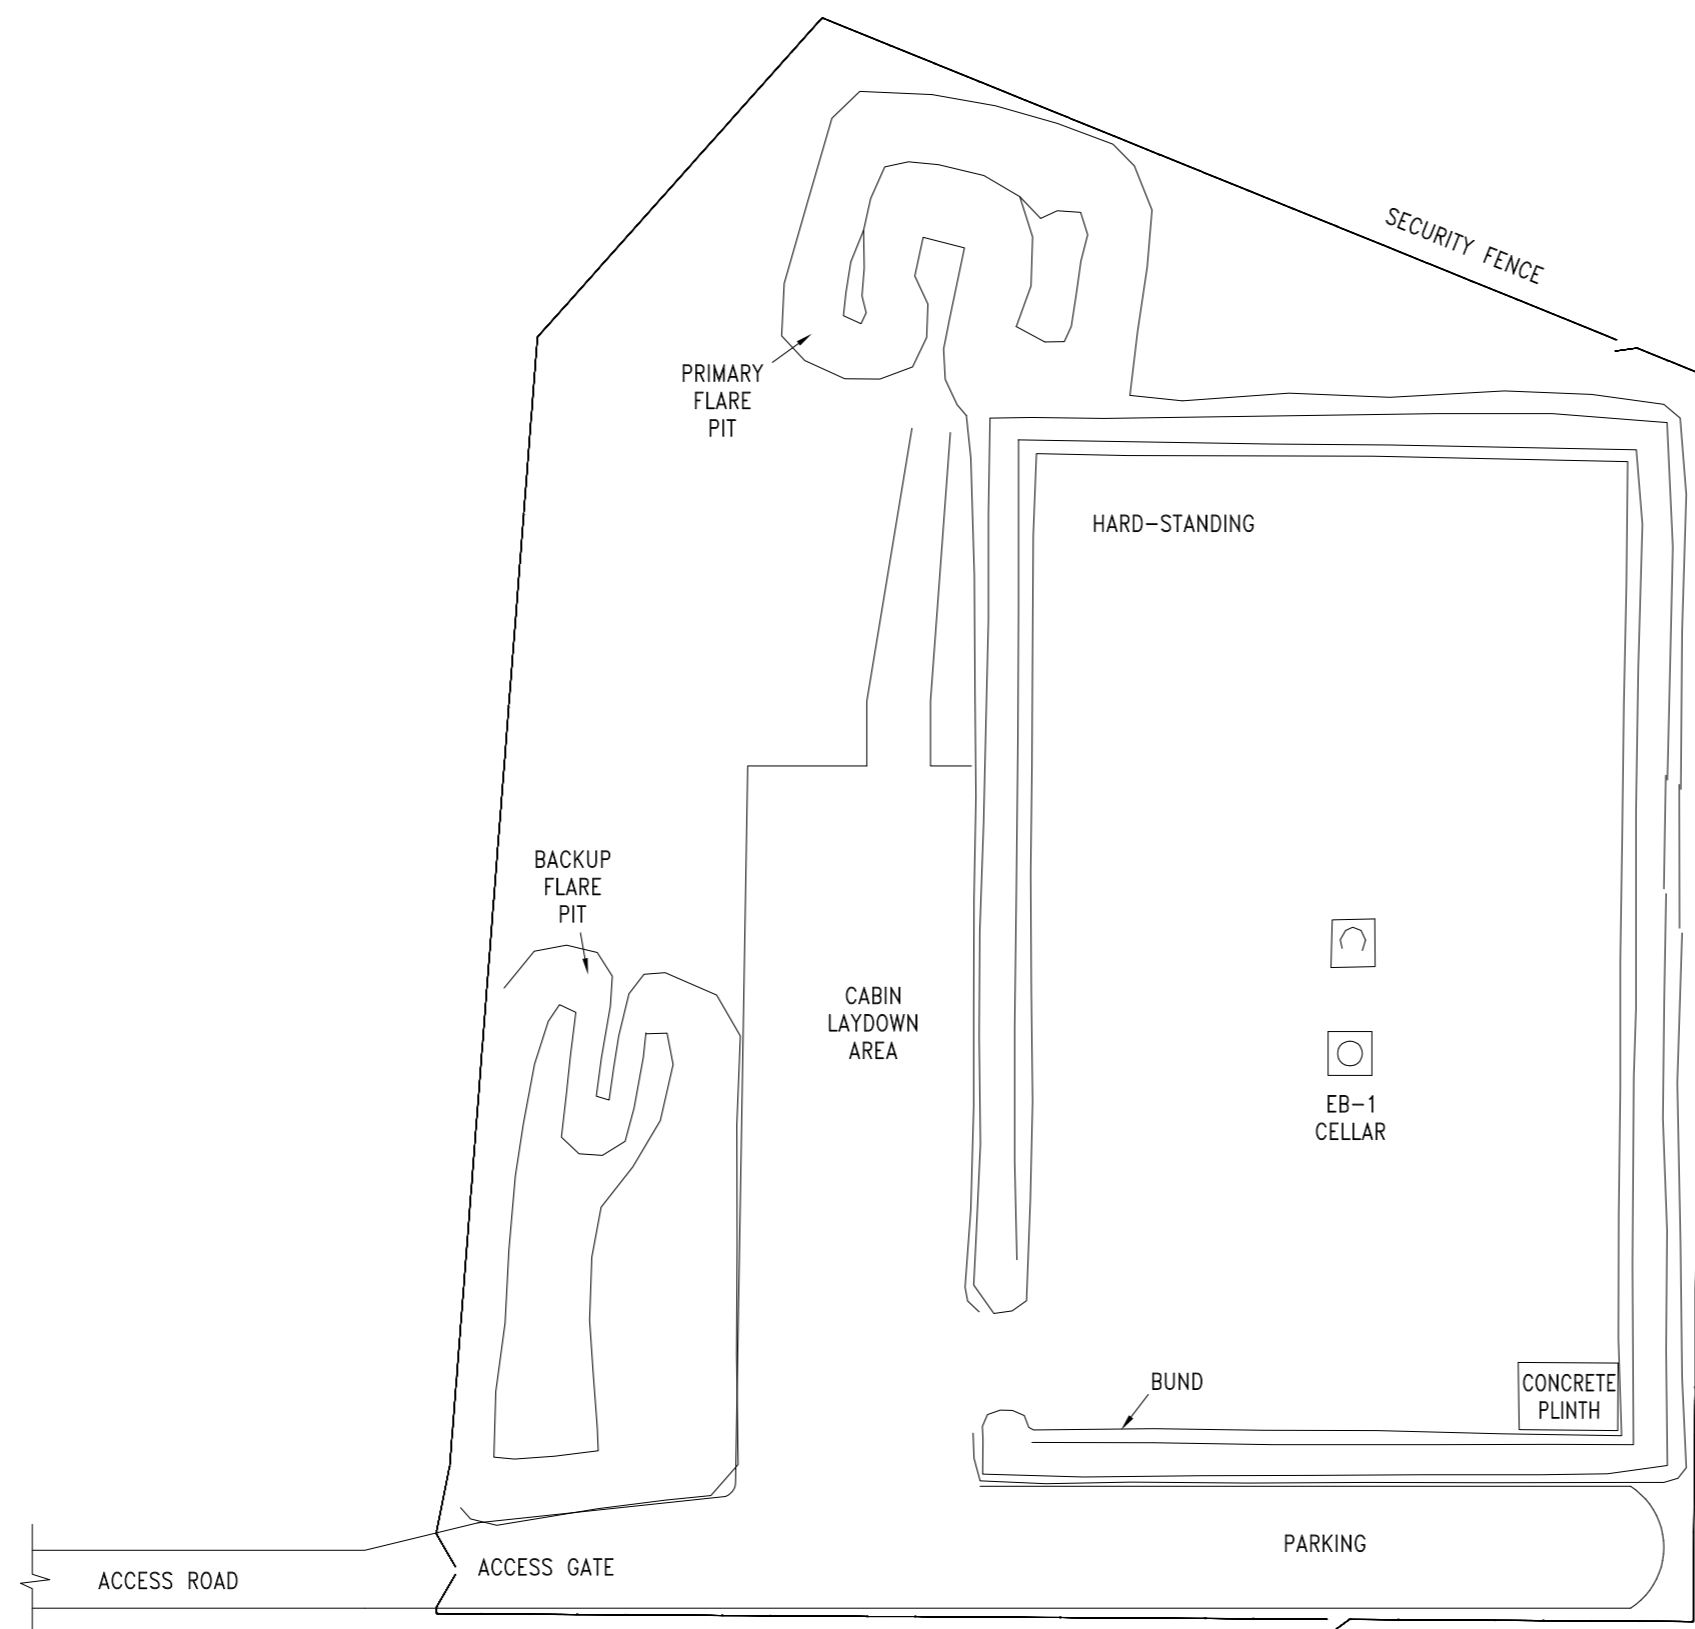 SECURITY FENCE
PRIMARY
FLARE
PIT
HARD-STANDING
BACKUP
FLARE
PIT
CABIN
LAYDOWN
AREA
EB-1
CELLAR
BUND
CONCRETE
PLINTH
PARKING
ACCESS GATE
ACCESS ROAD